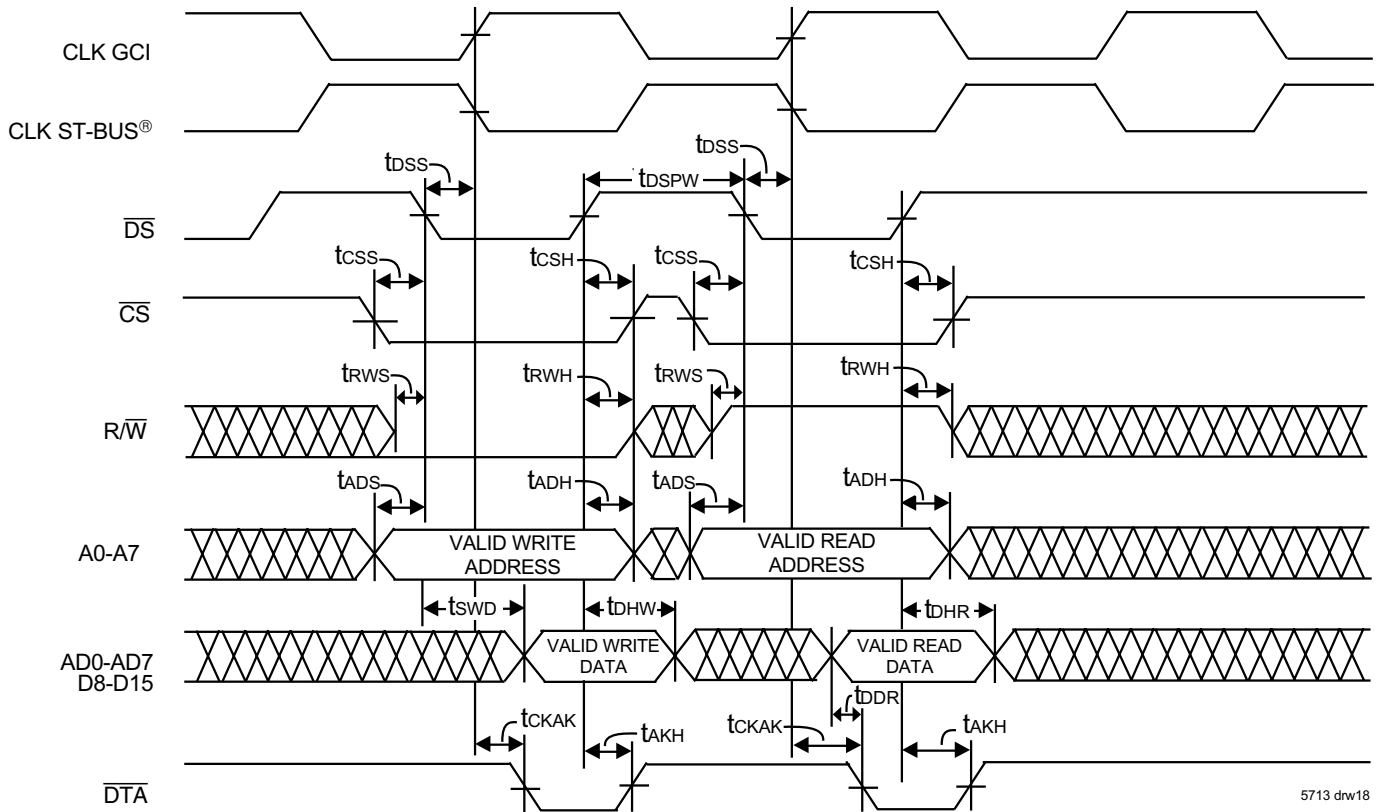 CLK GCI
CLK ST-BUS®
tDSS
tDSPW
tDSS
DS
tCSS
tCSH
tCSS
tCSH
CS
tRWS
tRWH
tRWS
tRWH
R/W
tADS
tADH
tADS
tADH
A0-A7
VALID WRITE
ADDRESS
VALID READ
ADDRESS
tSWD
tDHW
tDHR
AD0-AD7
D8-D15
VALID WRITE
DATA
VALID READ
DATA
tDDR
tCKAK
tAKH
tCKAK
tAKH
DTA
5713 drw18